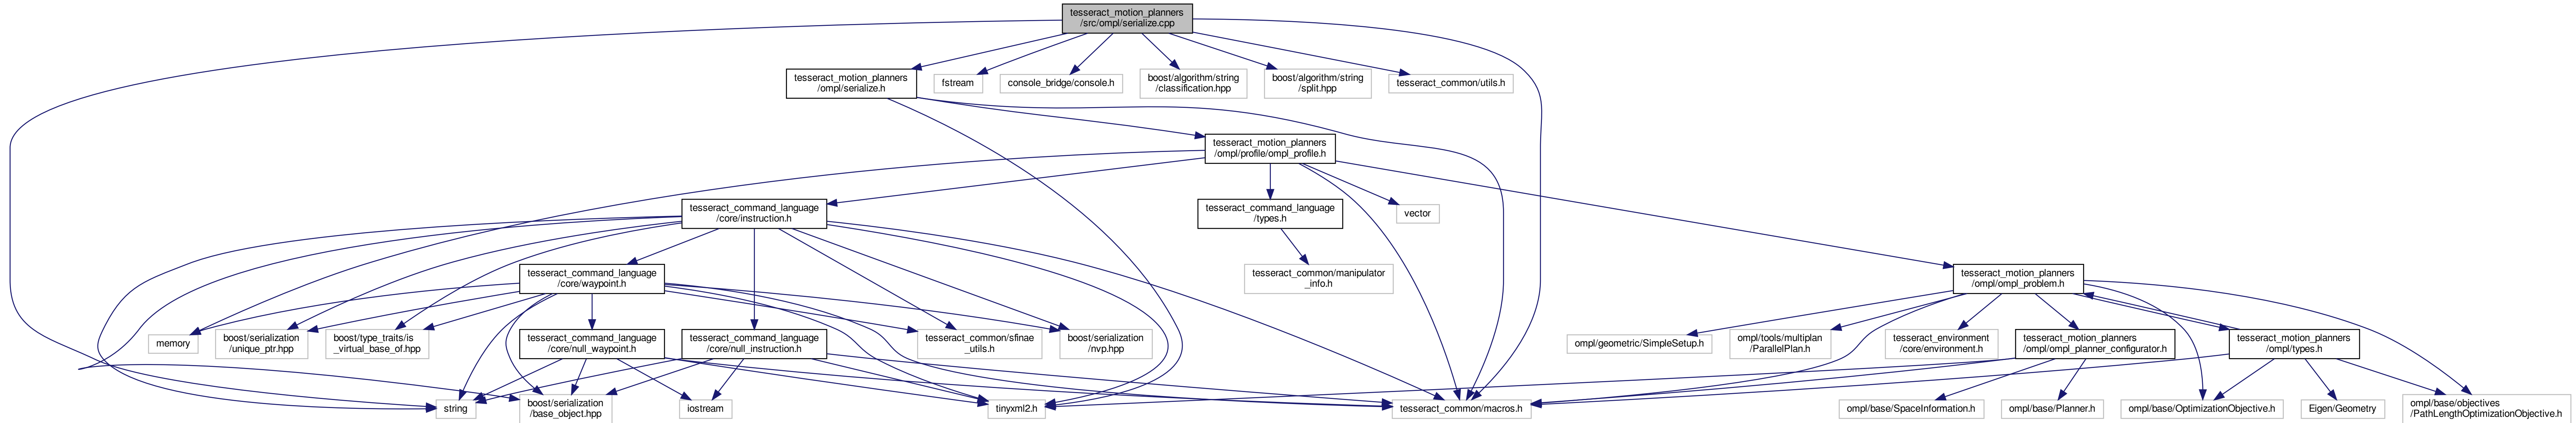 tesseract_motion_planners
/src/ompl/serialize.cpp
tesseract_motion_planners
/ompl/serialize.h
fstream
console_bridge/console.h
boost/algorithm/string
/classification.hpp
boost/algorithm/string
/split.hpp
tesseract_common/utils.h
tesseract_motion_planners
/ompl/profile/ompl_profile.h
tesseract_command_language
/core/instruction.h
tesseract_command_language
/types.h
vector
tesseract_command_language
/core/waypoint.h
tesseract_common/manipulator
_info.h
tesseract_motion_planners
/ompl/ompl_problem.h
memory
boost/serialization
/unique_ptr.hpp
boost/type_traits/is
_virtual_base_of.hpp
tesseract_command_language
/core/null_waypoint.h
tesseract_command_language
/core/null_instruction.h
tesseract_common/sfinae
_utils.h
boost/serialization
/nvp.hpp
ompl/geometric/SimpleSetup.h
ompl/tools/multiplan
/ParallelPlan.h
tesseract_environment
/core/environment.h
tesseract_motion_planners
/ompl/ompl_planner_configurator.h
tesseract_motion_planners
/ompl/types.h
string
boost/serialization
/base_object.hpp
iostream
tinyxml2.h
tesseract_common/macros.h
ompl/base/SpaceInformation.h
ompl/base/Planner.h
ompl/base/OptimizationObjective.h
Eigen/Geometry
ompl/base/objectives
/PathLengthOptimizationObjective.h